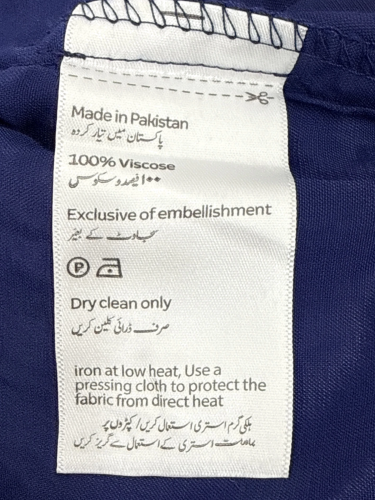 Made in Pakistan
پاکستان میں تیار کردہ
100% Viscose
۱۰۰ فیصد وسکوس
Exclusive of embellishment
سجاوٹ کے بغیر
P
Dry clean only
صرف ڈرائی کلین کریں
iron at low heat, Use a
pressing cloth to protect the
fabric from direct heat
ہلکی گرم استری استعمال کریں/ کپڑوں پر
براہ راست استری کے استعمال سے گریز کریں